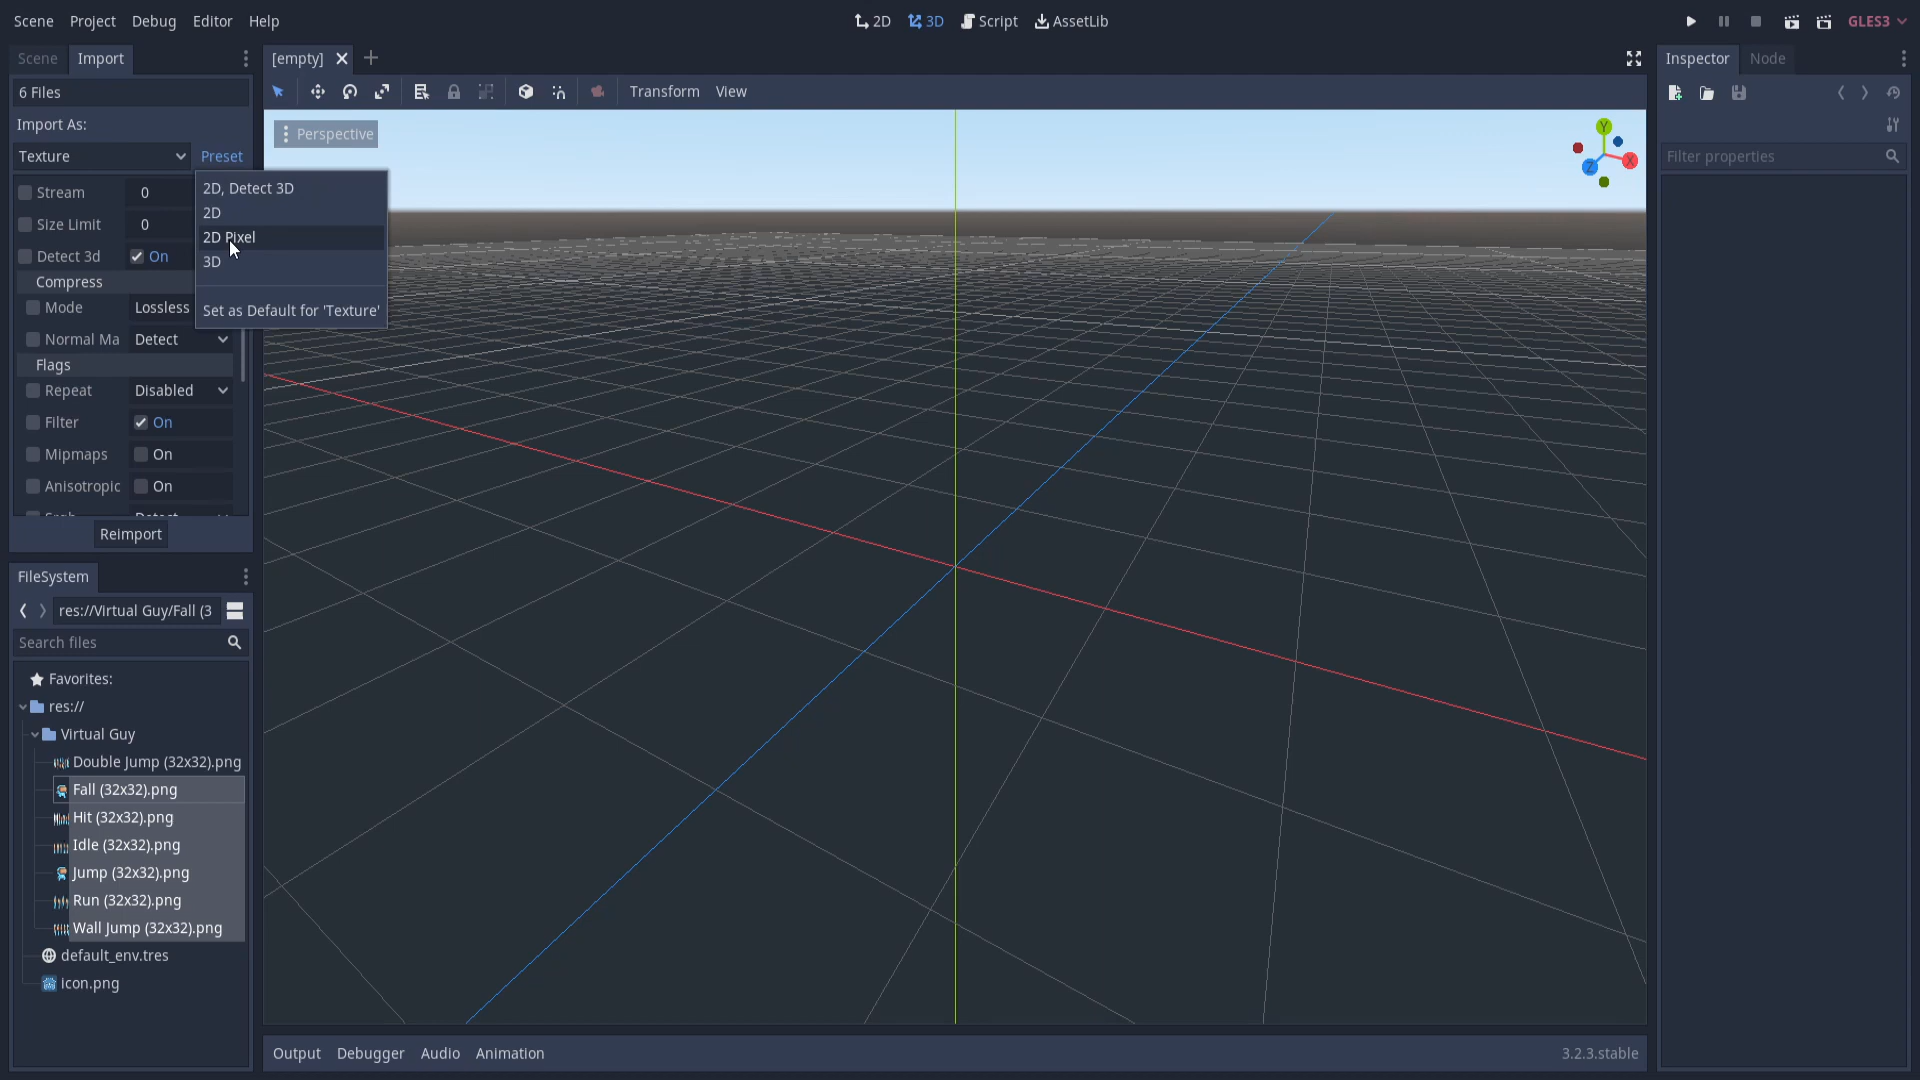 Scene Project Debug Editor Help
2D 3D Script AssetLib
GLES3
Scene Import
6 Files
Import As:
Texture Preset
Stream 0
Size Limit 0
Detect 3d On
Compress
Mode Lossless
Normal Ma Detect
Flags
Repeat Disabled
Filter On
Mipmaps On
Anisotropic On
Reimport
2D, Detect 3D
2D
2D Pixel
3D
Set as Default for 'Texture'
FileSystem
res://Virtual Guy/Fall (3
Search files
Favorites:
res://
Virtual Guy
Double Jump (32x32).png
Fall (32x32).png
Hit (32x32).png
Idle (32x32).png
Jump (32x32).png
Run (32x32).png
Wall Jump (32x32).png
default_env.tres
icon.png
[empty]
Transform View
Perspective
Y
X
Z
Output Debugger Audio Animation
3.2.3.stable
Inspector Node
Filter properties